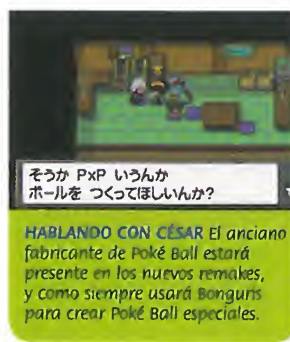 そうか PxP いうんか
ボールを つくってほしいんか?
HABLANDO CON CÉSAR El anciano
fabricante de Poké Ball estará
presente en los nuevos remakes,
y como siempre usará Bonguris
para crear Poké Ball especiales.